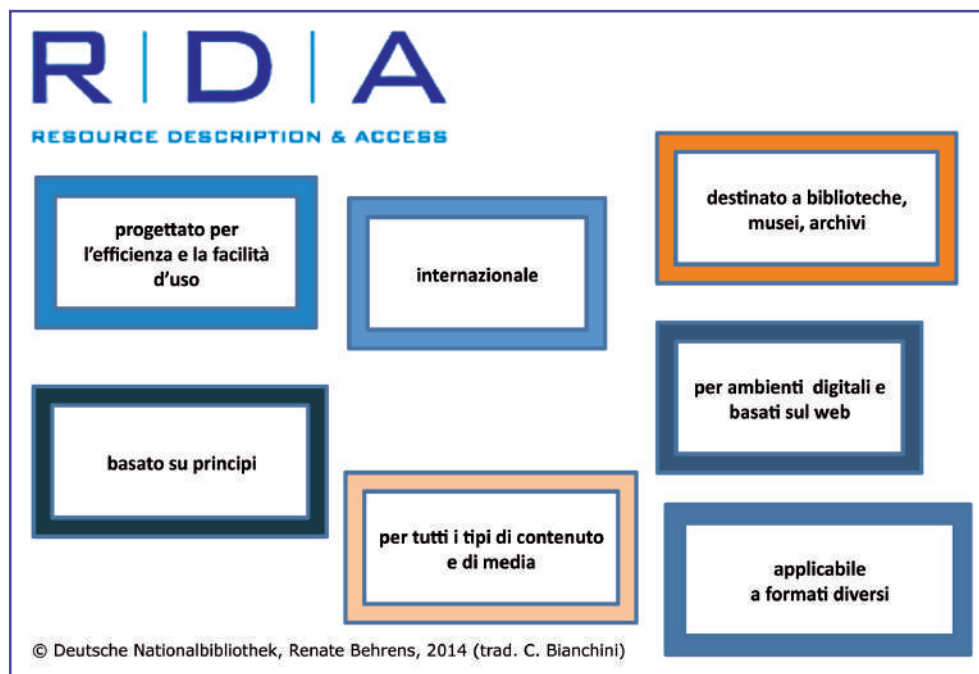 R|D|A
RESOURCE DESCRIPTION & ACCESS
progettato per
l'efficienza e la facilità
d'uso
internazionale
destinato a biblioteche,
musei, archivi
basato su principi
per tutti i tipi di contenuto
e di media
per ambienti digitali e
basati sul web
applicabile
a formati diversi
© Deutsche Nationalbibliothek, Renate Behrens, 2014 (trad. C. Bianchini)